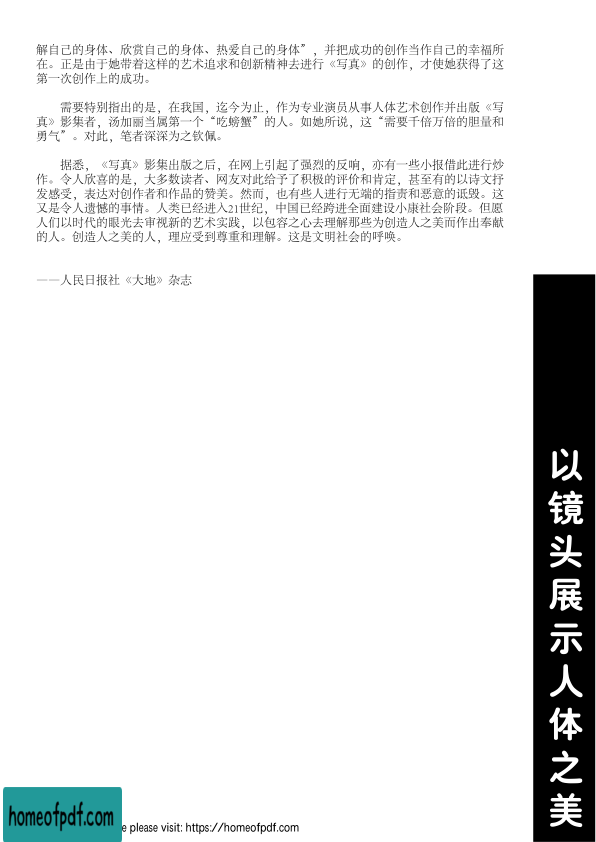 解自己的身体、欣赏自己的身体、热爱自己的身体”，并把成功的创作当作自己的幸福所
在。正是由于她带着这样的艺术追求和创新精神去进行《写真》的创作，才使她获得了这
第一次创作上的成功。
需要特别指出的是，在我国，迄今为止，作为专业演员从事人体艺术创作并出版《写
真》影集者，汤加丽当属第一个“吃螃蟹”的人。如她所说，这“需要千倍万倍的胆量和
勇气”。对此，笔者深深为之钦佩。
据悉，《写真》影集出版之后，在网上引起了强烈的反响，亦有一些小报借此进行炒
作。令人欣喜的是，大多数读者、网友对此给予了积极的评价和肯定，甚至有的以诗文抒
发感受，表达对创作者和作品的赞美。然而，也有些人进行无端的指责和恶意的诋毁。这
又是令人遗憾的事情。人类已经进入21世纪，中国已经跨进全面建设小康社会阶段。但愿
人们以时代的眼光去审视新的艺术实践，以包容之心去理解那些为创造人之美而作出奉献
的人。创造人之美的人，理应受到尊重和理解。这是文明社会的呼唤。
——人民日报社《大地》杂志
以镜头展示人体之美
homeofpdf.com
e please visit: https://homeofpdf.com